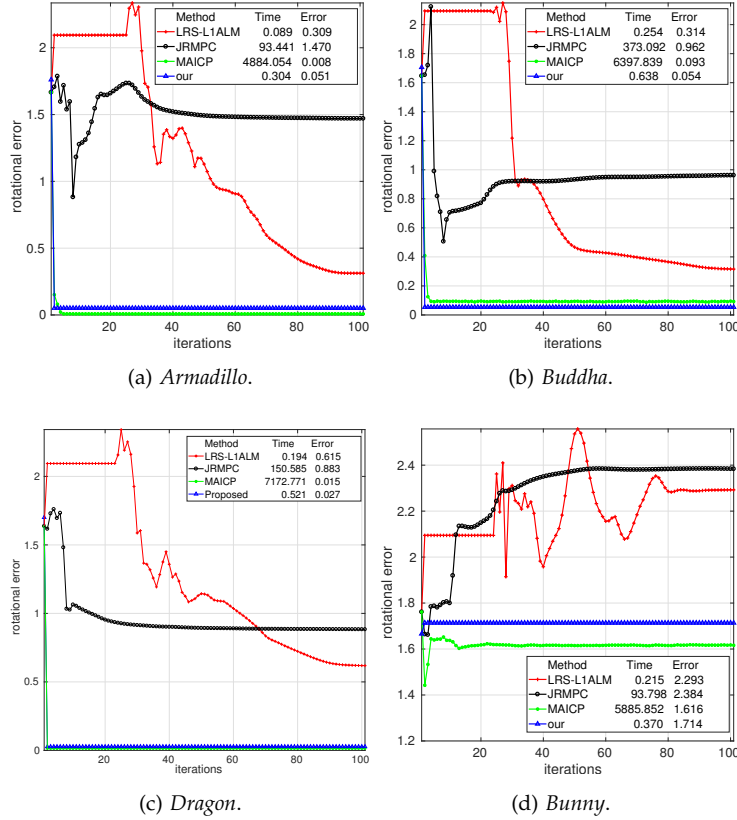 Method Time Error
LRS-L1ALM 0.089 0.309
JRMPC 93.441 1.470
MAICP 4884.054 0.008
our 0.304 0.051
rotational error
2
1.5
1
0.5
0
20 40 60 80 100
iterations
(a) Armadillo.
Method Time Error
LRS-L1ALM 0.254 0.314
JRMPC 373.092 0.962
MAICP 6397.839 0.093
our 0.638 0.054
rotational error
2
1.8
1.6
1.4
1.2
1
0.8
0.6
0.4
0.2
0
20 40 60 80 100
iterations
(b) Buddha.
Method Time Error
LRS-L1ALM 0.194 0.615
JRMPC 150.585 0.883
MAICP 7172.771 0.015
Proposed 0.521 0.027
rotational error
2
1.5
1
0.5
0
20 40 60 80 100
iterations
(c) Dragon.
rotational error
2.4
2.2
2
1.8
1.6
1.4
1.2
Method Time Error
LRS-L1ALM 0.215 2.293
JRMPC 93.798 2.384
MAICP 5885.852 1.616
our 0.370 1.714
20 40 60 80 100
iterations
(d) Bunny.